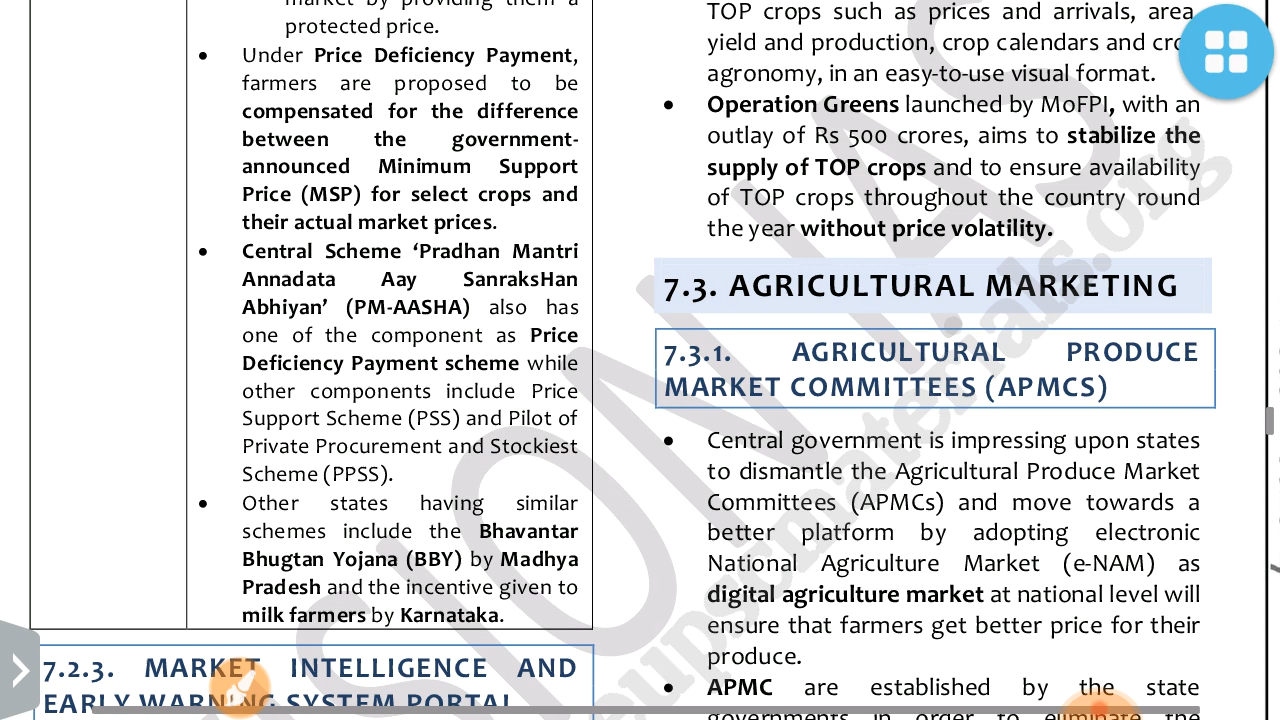 market by providing them a
protected price.
• Under Price Deficiency Payment,
farmers are proposed to be
compensated for the difference
between the government-
announced Minimum Support
Price (MSP) for select crops and
their actual market prices.
• Central Scheme ‘Pradhan Mantri
Annadata Aay SanraksHan
Abhiyan’ (PM-AASHA) also has
one of the component as Price
Deficiency Payment scheme while
other components include Price
Support Scheme (PSS) and Pilot of
Private Procurement and Stockiest
Scheme (PPSS).
• Other states having similar
schemes include the Bhavantar
Bhugtan Yojana (BBY) by Madhya
Pradesh and the incentive given to
milk farmers by Karnataka.
7.2.3. MARKET INTELLIGENCE AND
EARLY WARNING SYSTEM PORTAL
TOP crops such as prices and arrivals, area,
yield and production, crop calendars and crop
agronomy, in an easy-to-use visual format.
• Operation Greens launched by MoFPI, with an
outlay of Rs 500 crores, aims to stabilize the
supply of TOP crops and to ensure availability
of TOP crops throughout the country round
the year without price volatility.
7.3. AGRICULTURAL MARKETING
7.3.1. AGRICULTURAL PRODUCE
MARKET COMMITTEES (APMCS)
• Central government is impressing upon states
to dismantle the Agricultural Produce Market
Committees (APMCs) and move towards a
better platform by adopting electronic
National Agriculture Market (e-NAM) as
digital agriculture market at national level will
ensure that farmers get better price for their
produce.
• APMC are established by the state
governments in order to eliminate the